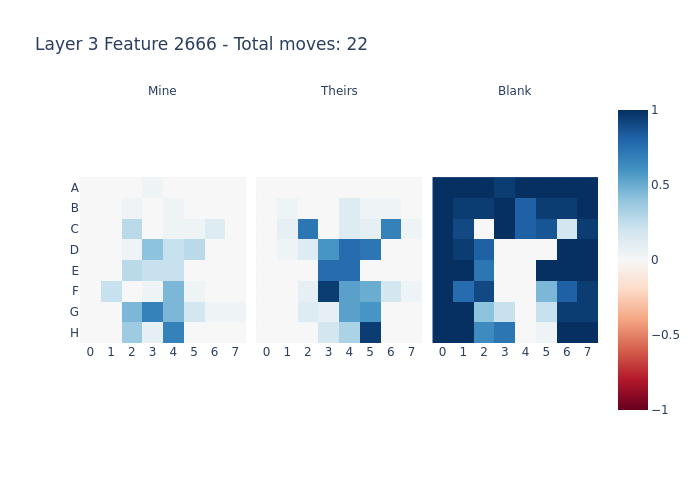 Layer 3 Feature 2666 - Total moves: 22
Mine Theirs Blank
A
B
C
D
E
F
G
H
0 1 2 3 4 5 6 7 0 1 2 3 4 5 6 7 0 1 2 3 4 5 6 7
1
0.5
0
−0.5
−1